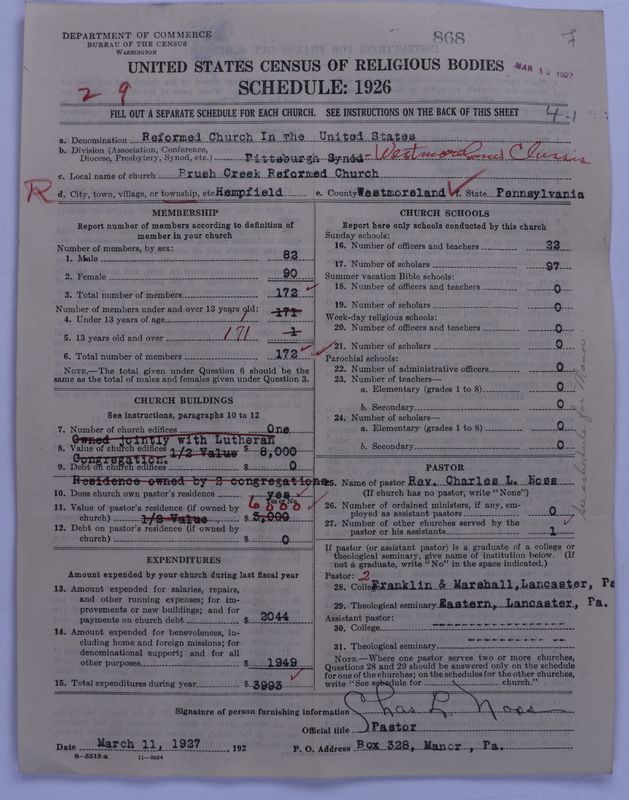 DEPARTMENT OF COMMERCE
BUREAU OF THE CENSUS
WASHINGTON
868
7
UNITED STATES CENSUS OF RELIGIOUS BODIES
MAR 12 1927
SCHEDULE: 1926
2 9
FILL OUT A SEPARATE SCHEDULE FOR EACH CHURCH. SEE INSTRUCTIONS ON THE BACK OF THIS SHEET
4-1
a. Denomination Reformed Church In The United States
b. Division (Association, Conference, Diocese, Presbytery, Synod, etc.) Pittsburgh Synod- Westmoreland Classis
c. Local name of church Brush Creek Reformed Church
R d. City, town, village, or township, etc. Hempfield e. County Westmoreland f. State Pennsylvania
MEMBERSHIP
Report number of members according to definition of
member in your church
Number of members, by sex:
1. Male 82
2. Female 90
3. Total number of members 172
Number of members under and over 13 years old: 171
4. Under 13 years of age 1
5. 13 years old and over 171 1
6. Total number of members 172
NOTE.—The total given under Question 6 should be
same as the total of males and females given under Question 3.
CHURCH BUILDINGS
See instructions, paragraphs 10 to 12
7. Number of church edifices One
Owned jointly with Lutheran
8. Value of church edifices 1/2 Value $ 8,000
Congregation.
9. Debt on church edifices $ 0
Residence owned by 2 congregations
10. Does church own pastor's residence yes
Yes or No
11. Value of pastor's residence (if owned by 6000
church) 1/2 Value $ 3,000
12. Debt on pastor's residence (if owned by
church) $ 0
EXPENDITURES
Amount expended by your church during last fiscal year
13. Amount expended for salaries, repairs,
and other running expenses; for im-
provements or new buildings; and for
payments on church debt $ 2044
14. Amount expended for benevolences, in-
cluding home and foreign missions; for
denominational support; and for all
other purposes $ 1949
15. Total expenditures during year $ 3993
CHURCH SCHOOLS
Report here only schools conducted by this church
Sunday schools:
16. Number of officers and teachers 22
17. Number of scholars 97
Summer vacation Bible schools:
18. Number of officers and teachers 0
19. Number of scholars 0
Week-day religious schools:
20. Number of officers and teachers 0
21. Number of scholars 0
Parochial schools:
22. Number of administrative officers 0
23. Number of teachers—
a. Elementary (grades 1 to 8) 0
b. Secondary 0
24. Number of scholars—
a. Elementary (grades 1 to 8) 0
b. Secondary 0
See schedule for Manor
PASTOR
25. Name of pastor Rev. Charles L. Noss
(If church has no pastor, write "None")
26. Number of ordained ministers, if any, em-
ployed as assistant pastors 0
27. Number of other churches served by the
pastor or his assistants 1
If pastor (or assistant pastor) is a graduate of a college or
theological seminary, give name of institution below. (If
not a graduate, write "No" in the space indicated.)
Pastor: 2
28. College Franklin & Marshall, Lancaster, Pa
29. Theological seminary Eastern, Lancaster, Pa.
Assistant pastor:
30. College
31. Theological seminary
NOTE.—Where one pastor serves two or more churches,
Questions 28 and 29 should be answered only on the schedule
for one of the churches; on the schedules for the other churches,
write "See schedule for church."
Signature of person furnishing information Chas. L. Noss
Official title Pastor
Date March 11, 1927, 192 P. O. Address Box 328, Manor, Pa.
8—5518a 11—9054